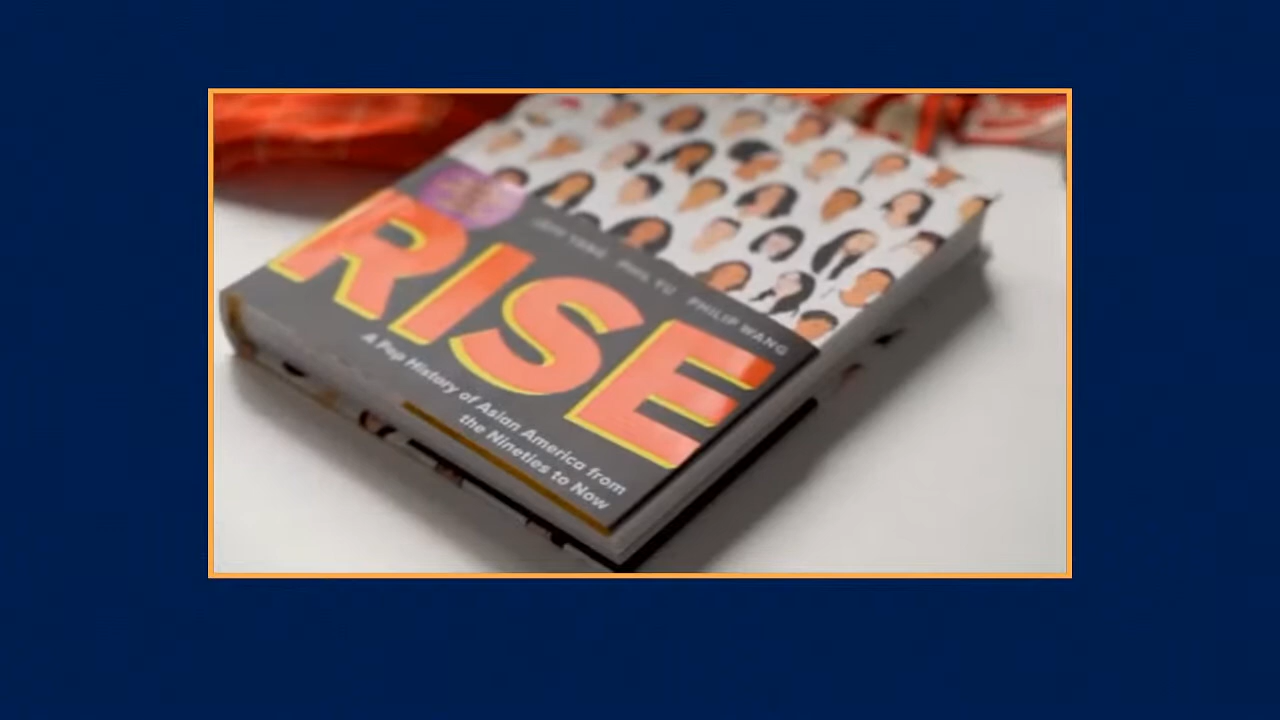 JEFF YANG PHIL YU PHILIP WANG
RISE
A Pop History of Asian America from
the Nineties to Now